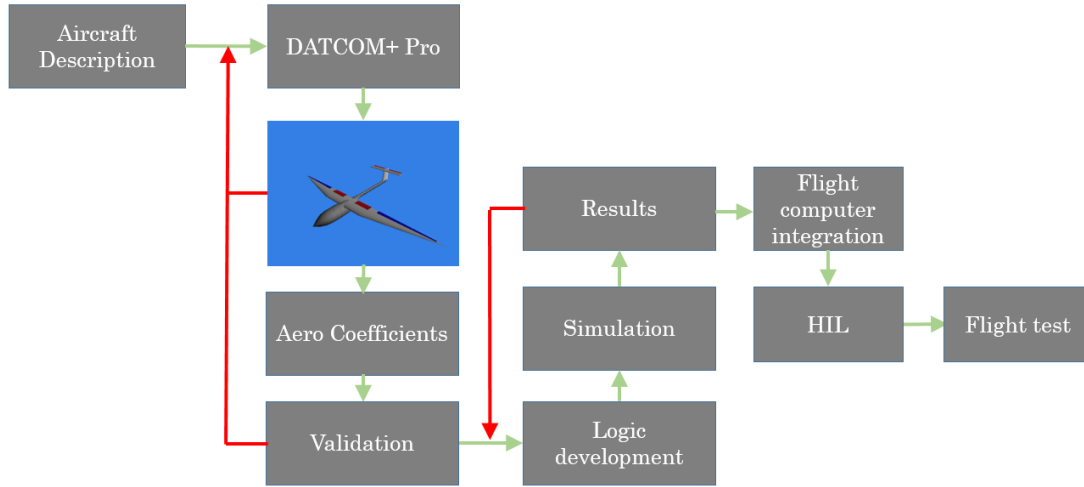 Aircraft
Description
DATCOM+ Pro
Aero Coefficients
Validation
Logic
development
Simulation
Results
Flight
computer
integration
HIL
Flight test